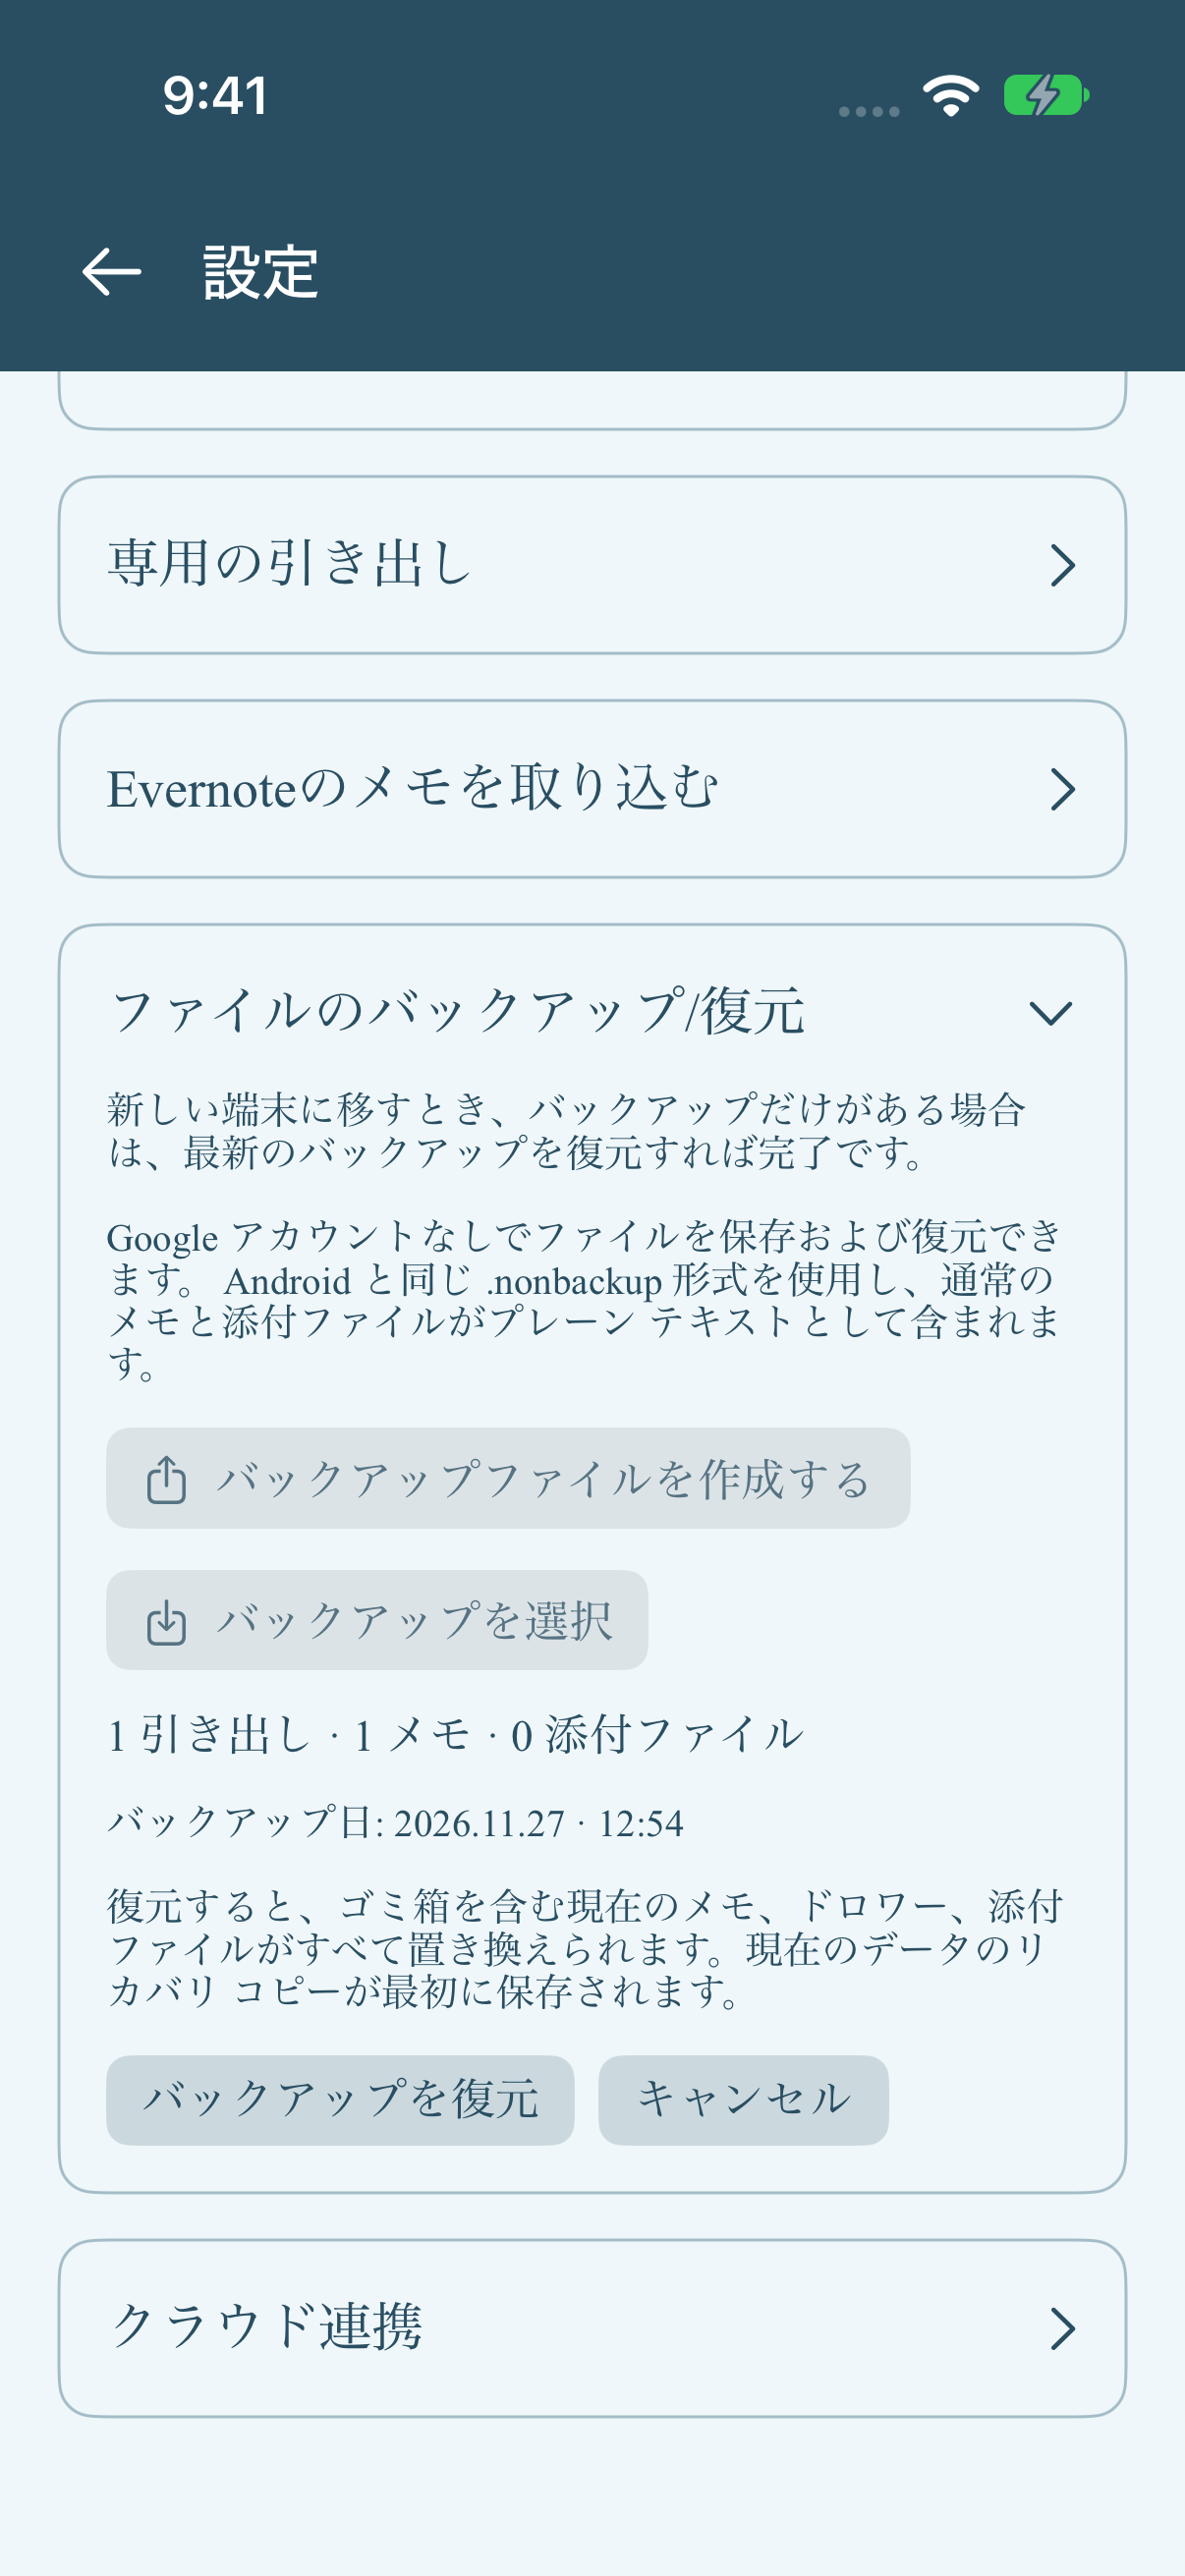 9:41
設定
専用の引き出し
Evernoteのメモを取り込む
ファイルのバックアップ/復元
新しい端末に移すとき、バックアップだけがある場合
は、最新のバックアップを復元すれば完了です。
Google アカウントなしでファイルを保存および復元でき
ます。 Android と同じ .nonbackup 形式を使用し、通常の
メモと添付ファイルがプレーン テキストとして含まれま
す。
バックアップファイルを作成する
バックアップを選択
1 引き出し · 1 メモ · 0 添付ファイル
バックアップ日: 2026.11.27 · 12:54
復元すると、ゴミ箱を含む現在のメモ、ドロワー、添付
ファイルがすべて置き換えられます。現在のデータのリ
カバリ コピーが最初に保存されます。
バックアップを復元
キャンセル
クラウド連携